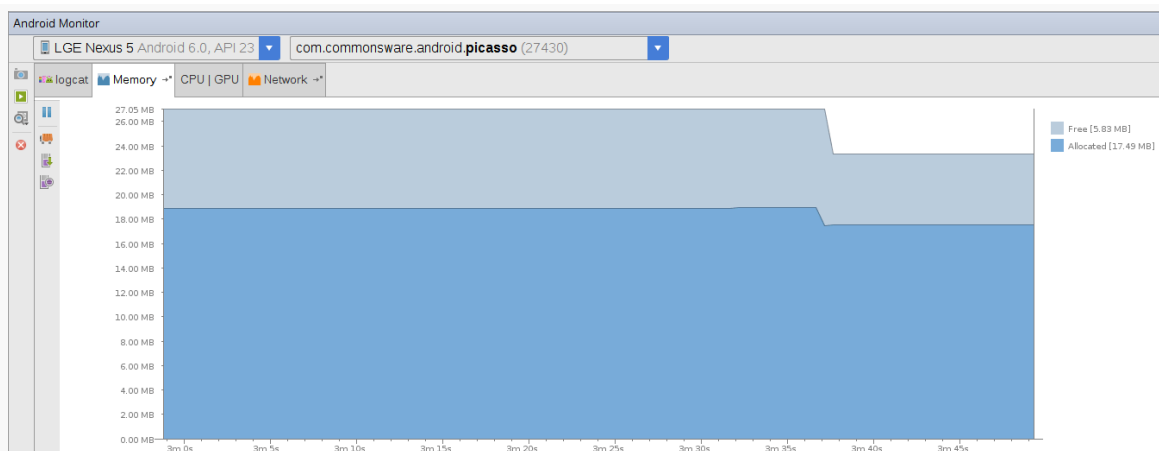 Android Monitor
LGE Nexus 5 Android 6.0, API 23 com.commonsware.android.picasso (27430)
logcat Memory →* CPU | GPU Network →*
27.05 MB
26.00 MB
24.00 MB
22.00 MB
20.00 MB
18.00 MB
16.00 MB
14.00 MB
12.00 MB
10.00 MB
8.00 MB
6.00 MB
4.00 MB
2.00 MB
0.00 MB
Free [5.83 MB]
Allocated [17.49 MB]
3m 0s 3m 5s 3m 10s 3m 15s 3m 20s 3m 25s 3m 30s 3m 35s 3m 40s 3m 45s